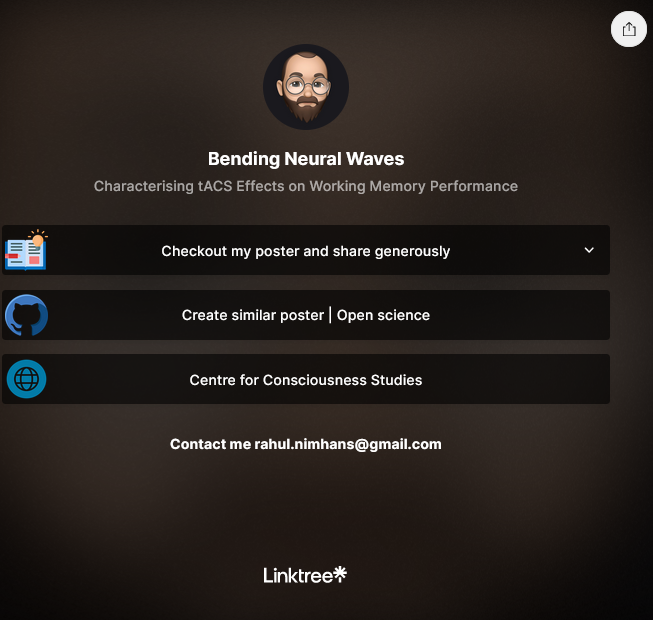 Bending Neural Waves
Characterising tACS Effects on Working Memory Performance
Checkout my poster and share generously
Create similar poster | Open science
Centre for Consciousness Studies
Contact me rahul.nimhans@gmail.com
Linktree